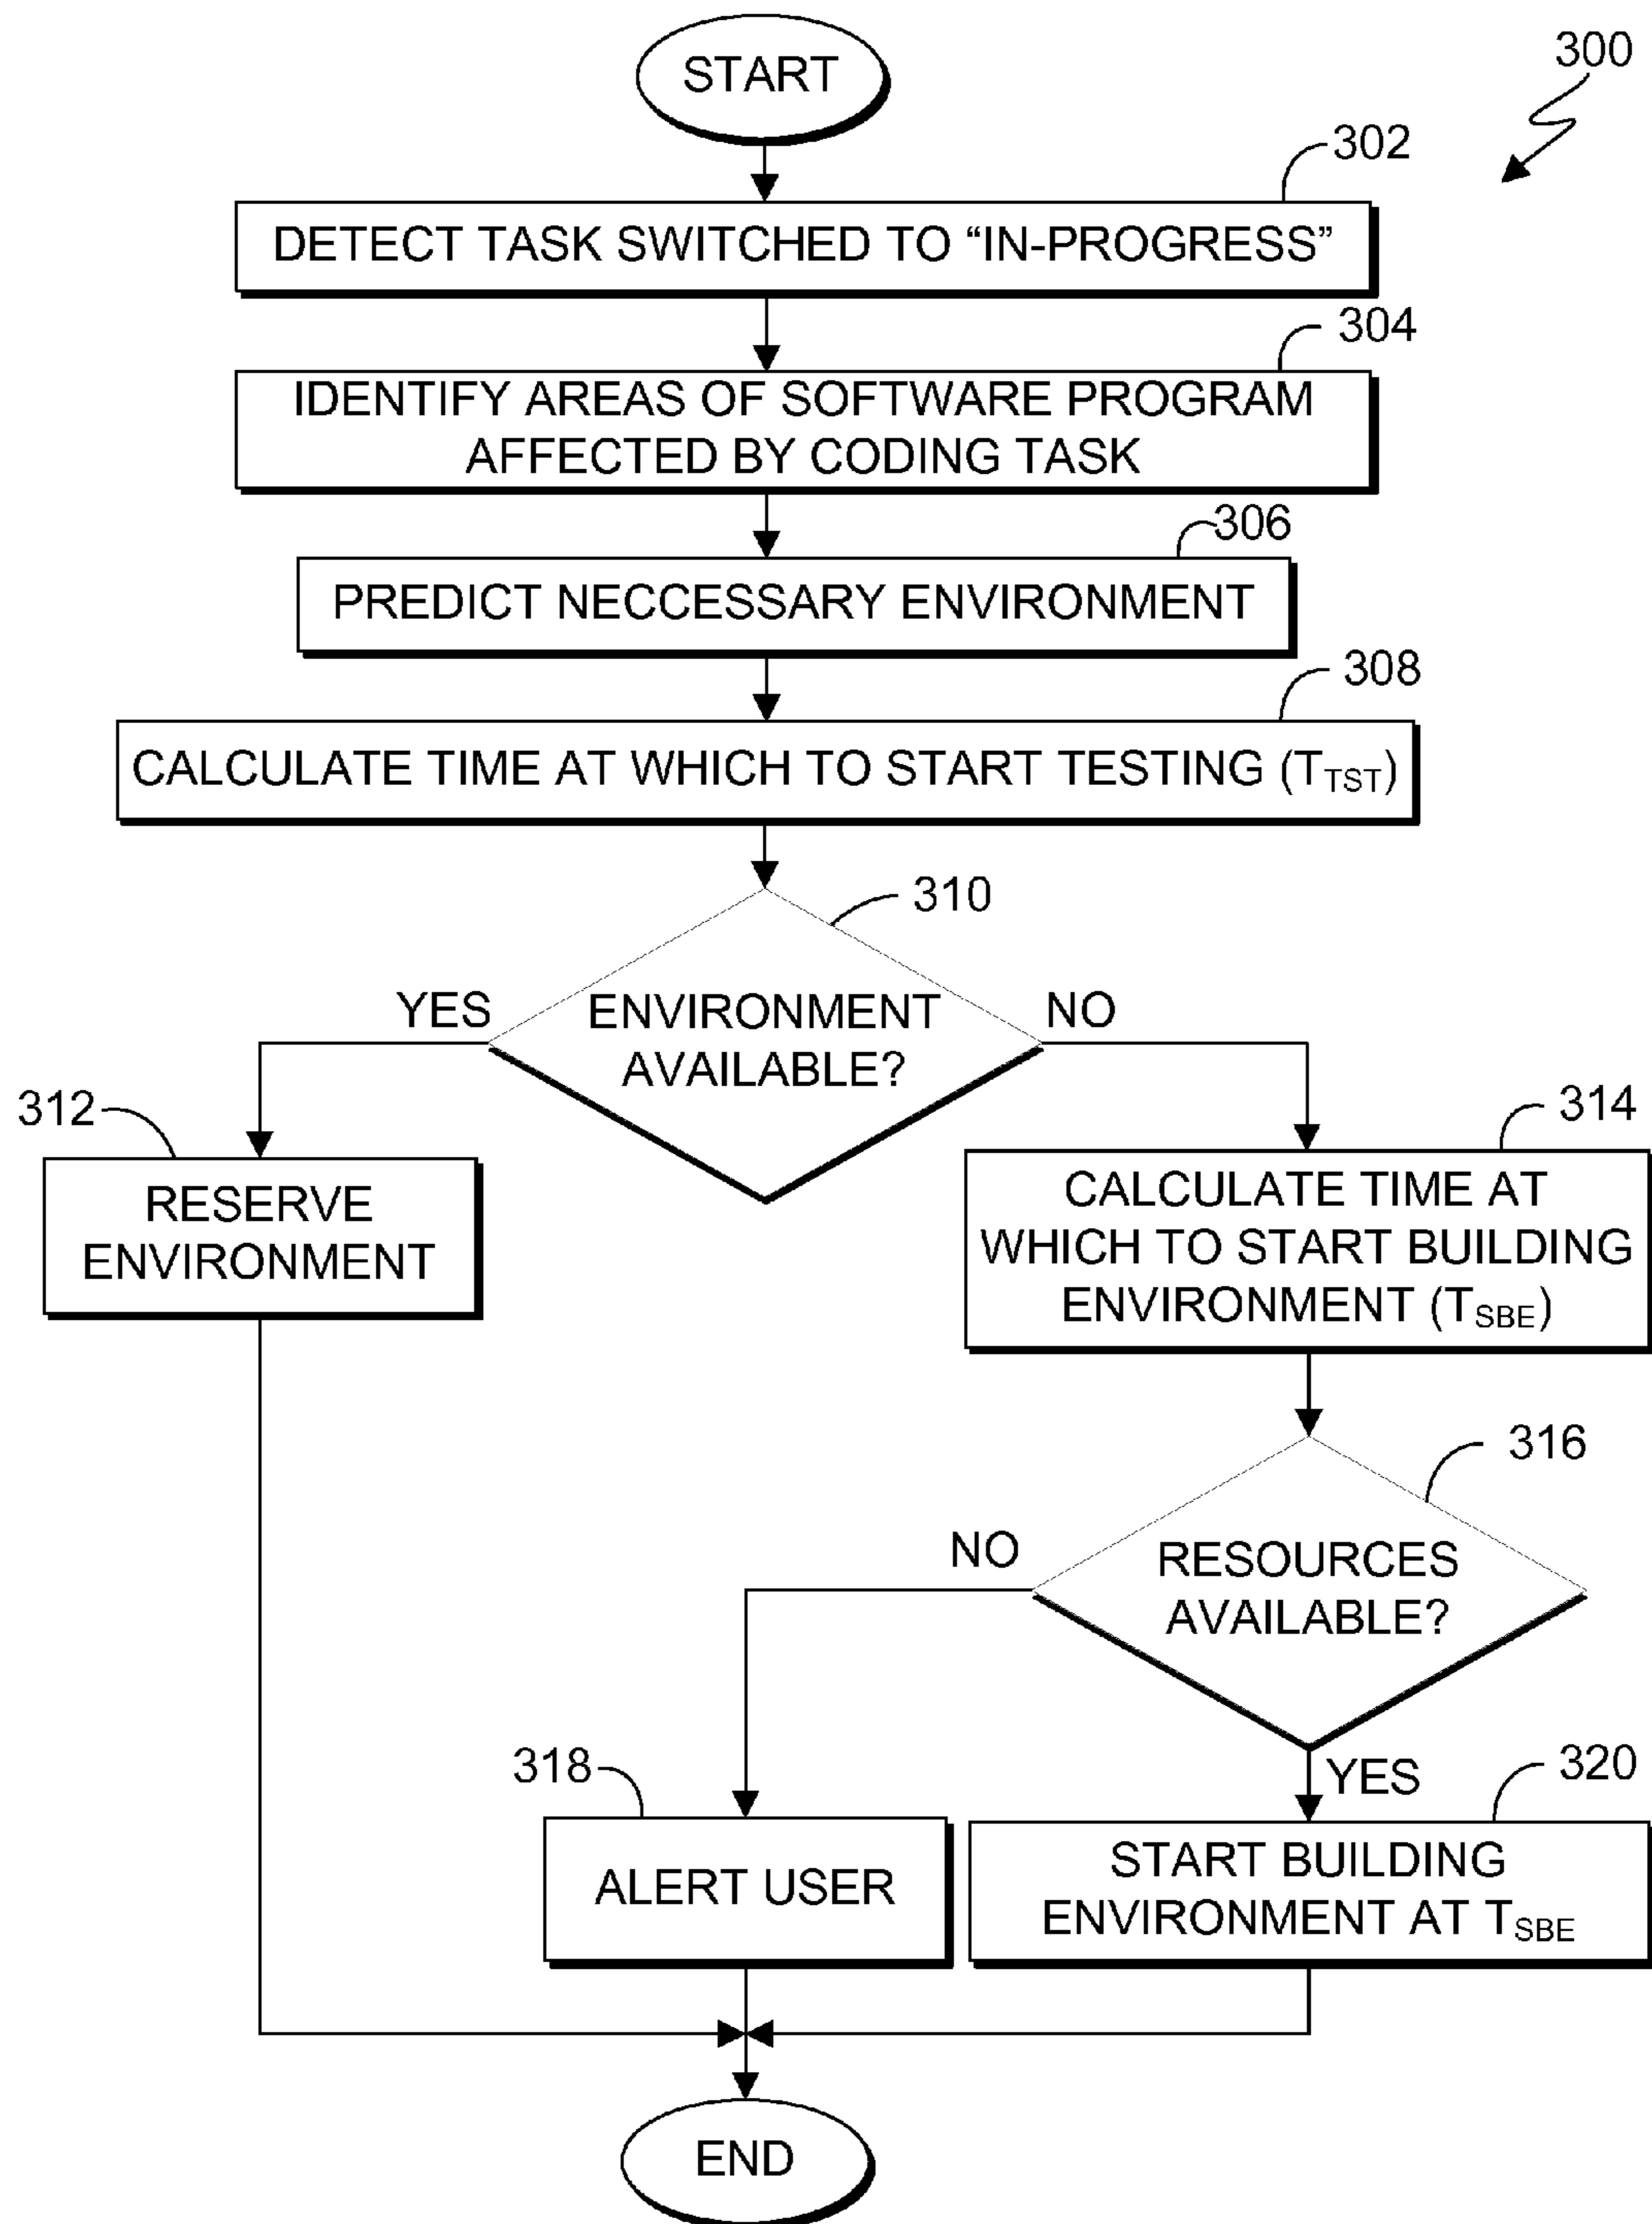 START
300
302
DETECT TASK SWITCHED TO “IN-PROGRESS”
304
IDENTIFY AREAS OF SOFTWARE PROGRAM
AFFECTED BY CODING TASK
306
PREDICT NECCESSARY ENVIRONMENT
308
CALCULATE TIME AT WHICH TO START TESTING (TTST)
310
YES
ENVIRONMENT
AVAILABLE?
NO
312
RESERVE
ENVIRONMENT
314
CALCULATE TIME AT
WHICH TO START BUILDING
ENVIRONMENT (TSBE)
316
NO
RESOURCES
AVAILABLE?
YES
318
ALERT USER
320
START BUILDING
ENVIRONMENT AT TSBE
END